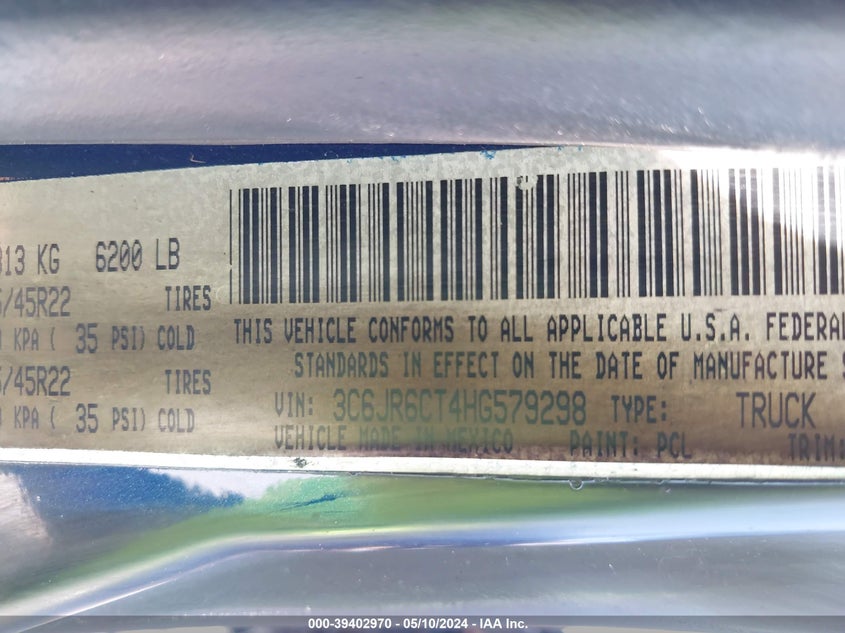 813 KG 6200 LB
/45R22 TIRES
KPA ( 35 PSI) COLD
/45R22 TIRES
KPA ( 35 PSI) COLD
THIS VEHICLE CONFORMS TO ALL APPLICABLE U.S.A. FEDERAL
STANDARDS IN EFFECT ON THE DATE OF MANUFACTURE S
VIN: 3C6JR6CT4HG579298 TYPE: TRUCK
VEHICLE MADE IN MEXICO PAINT: PCL TRIM:
000-39402970 - 05/10/2024 - IAA Inc.